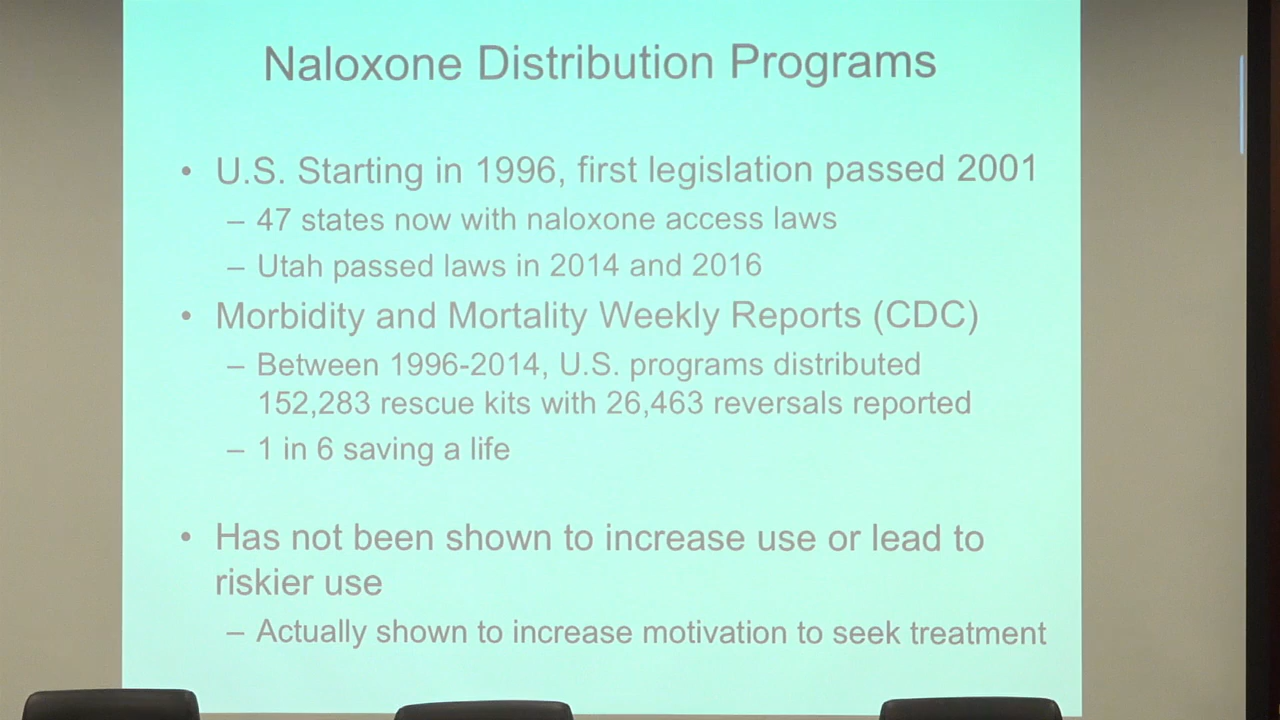 Naloxone Distribution Programs
• U.S. Starting in 1996, first legislation passed 2001
– 47 states now with naloxone access laws
– Utah passed laws in 2014 and 2016
• Morbidity and Mortality Weekly Reports (CDC)
– Between 1996-2014, U.S. programs distributed
152,283 rescue kits with 26,463 reversals reported
– 1 in 6 saving a life
• Has not been shown to increase use or lead to
riskier use
– Actually shown to increase motivation to seek treatment